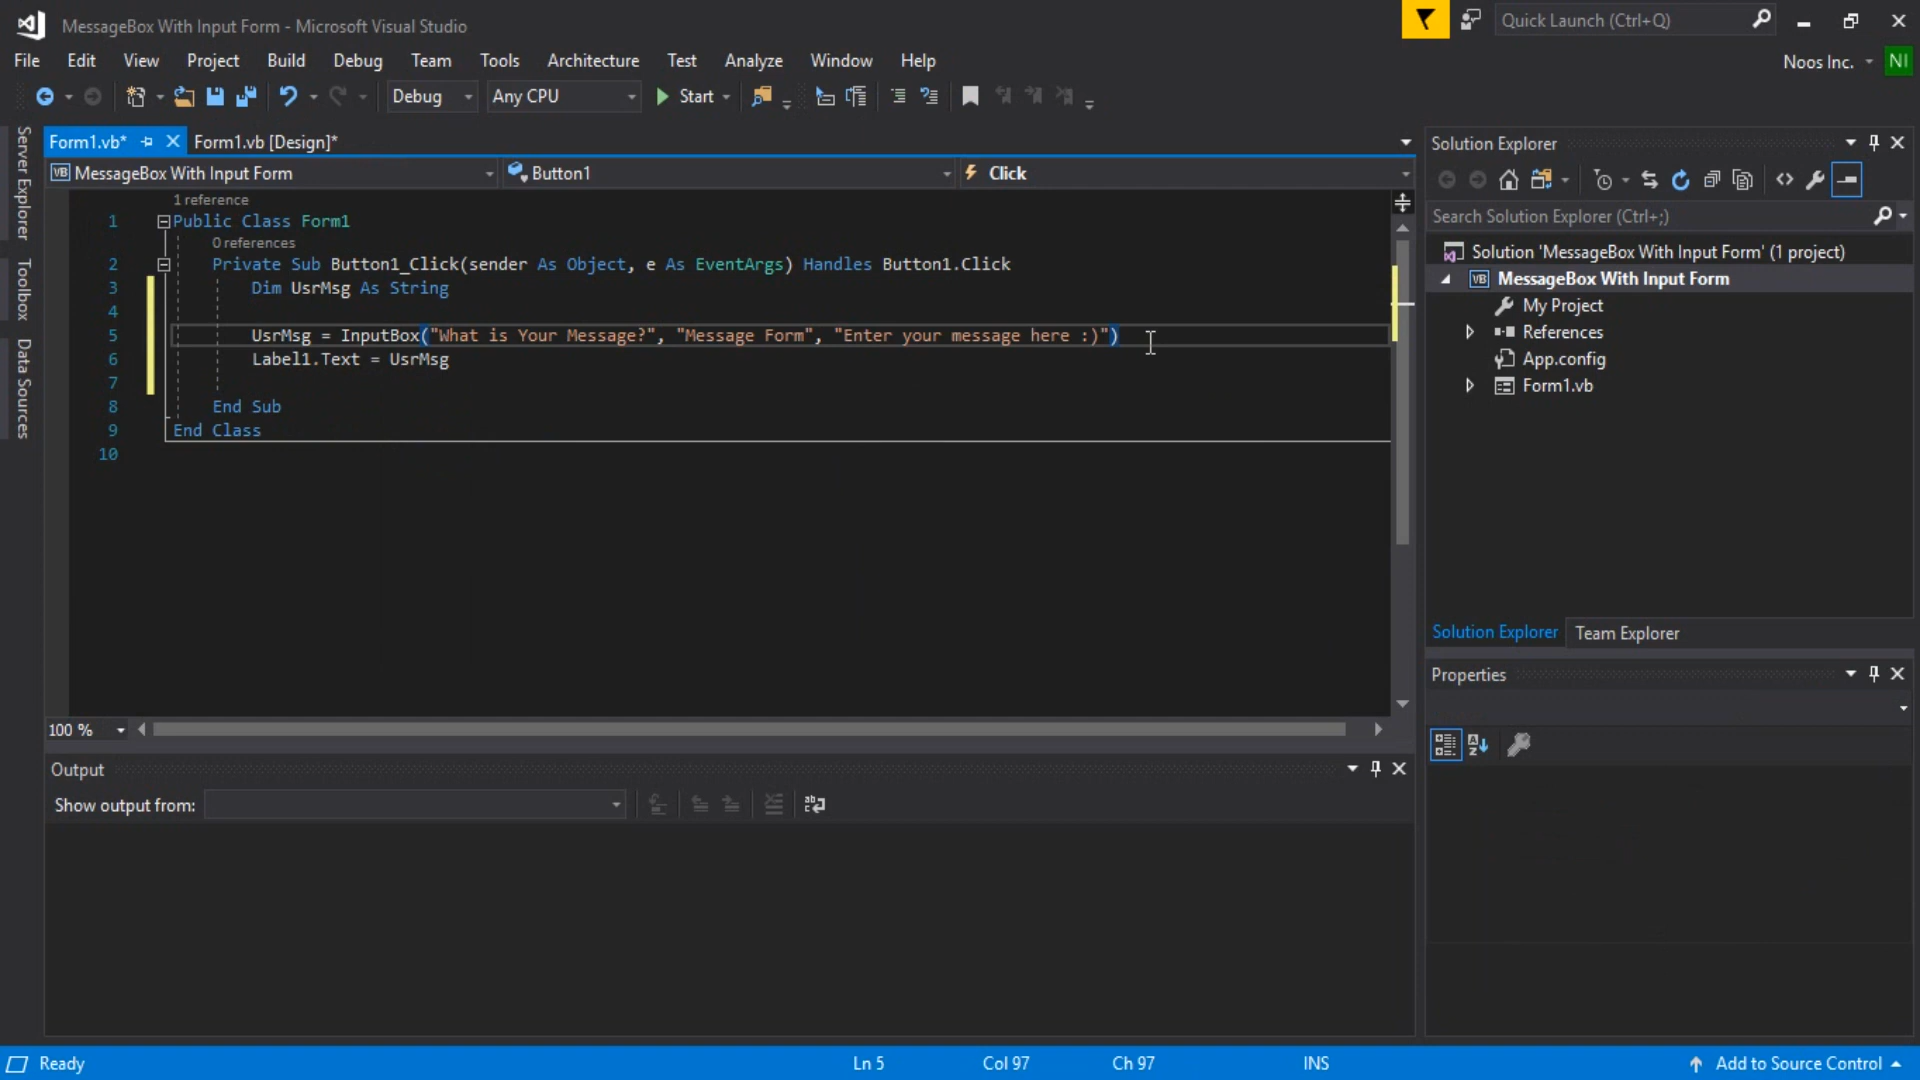 MessageBox With Input Form - Microsoft Visual Studio
Quick Launch (Ctrl+Q)
File Edit View Project Build Debug Team Tools Architecture Test Analyze Window Help
Noos Inc. NI
Debug Any CPU Start
Server Explorer
Toolbox
Data Sources
Form1.vb* Form1.vb [Design]*
VB MessageBox With Input Form Button1 Click
1 reference
1 Public Class Form1
0 references
2 Private Sub Button1_Click(sender As Object, e As EventArgs) Handles Button1.Click
3 Dim UsrMsg As String
4
5 UsrMsg = InputBox("What is Your Message?", "Message Form", "Enter your message here :)")
6 Label1.Text = UsrMsg
7
8 End Sub
9 End Class
10
100 %
Output
Show output from:
Solution Explorer
Search Solution Explorer (Ctrl+;)
Solution 'MessageBox With Input Form' (1 project)
VB MessageBox With Input Form
My Project
References
App.config
Form1.vb
Solution Explorer Team Explorer
Properties
Ready Ln 5 Col 97 Ch 97 INS Add to Source Control